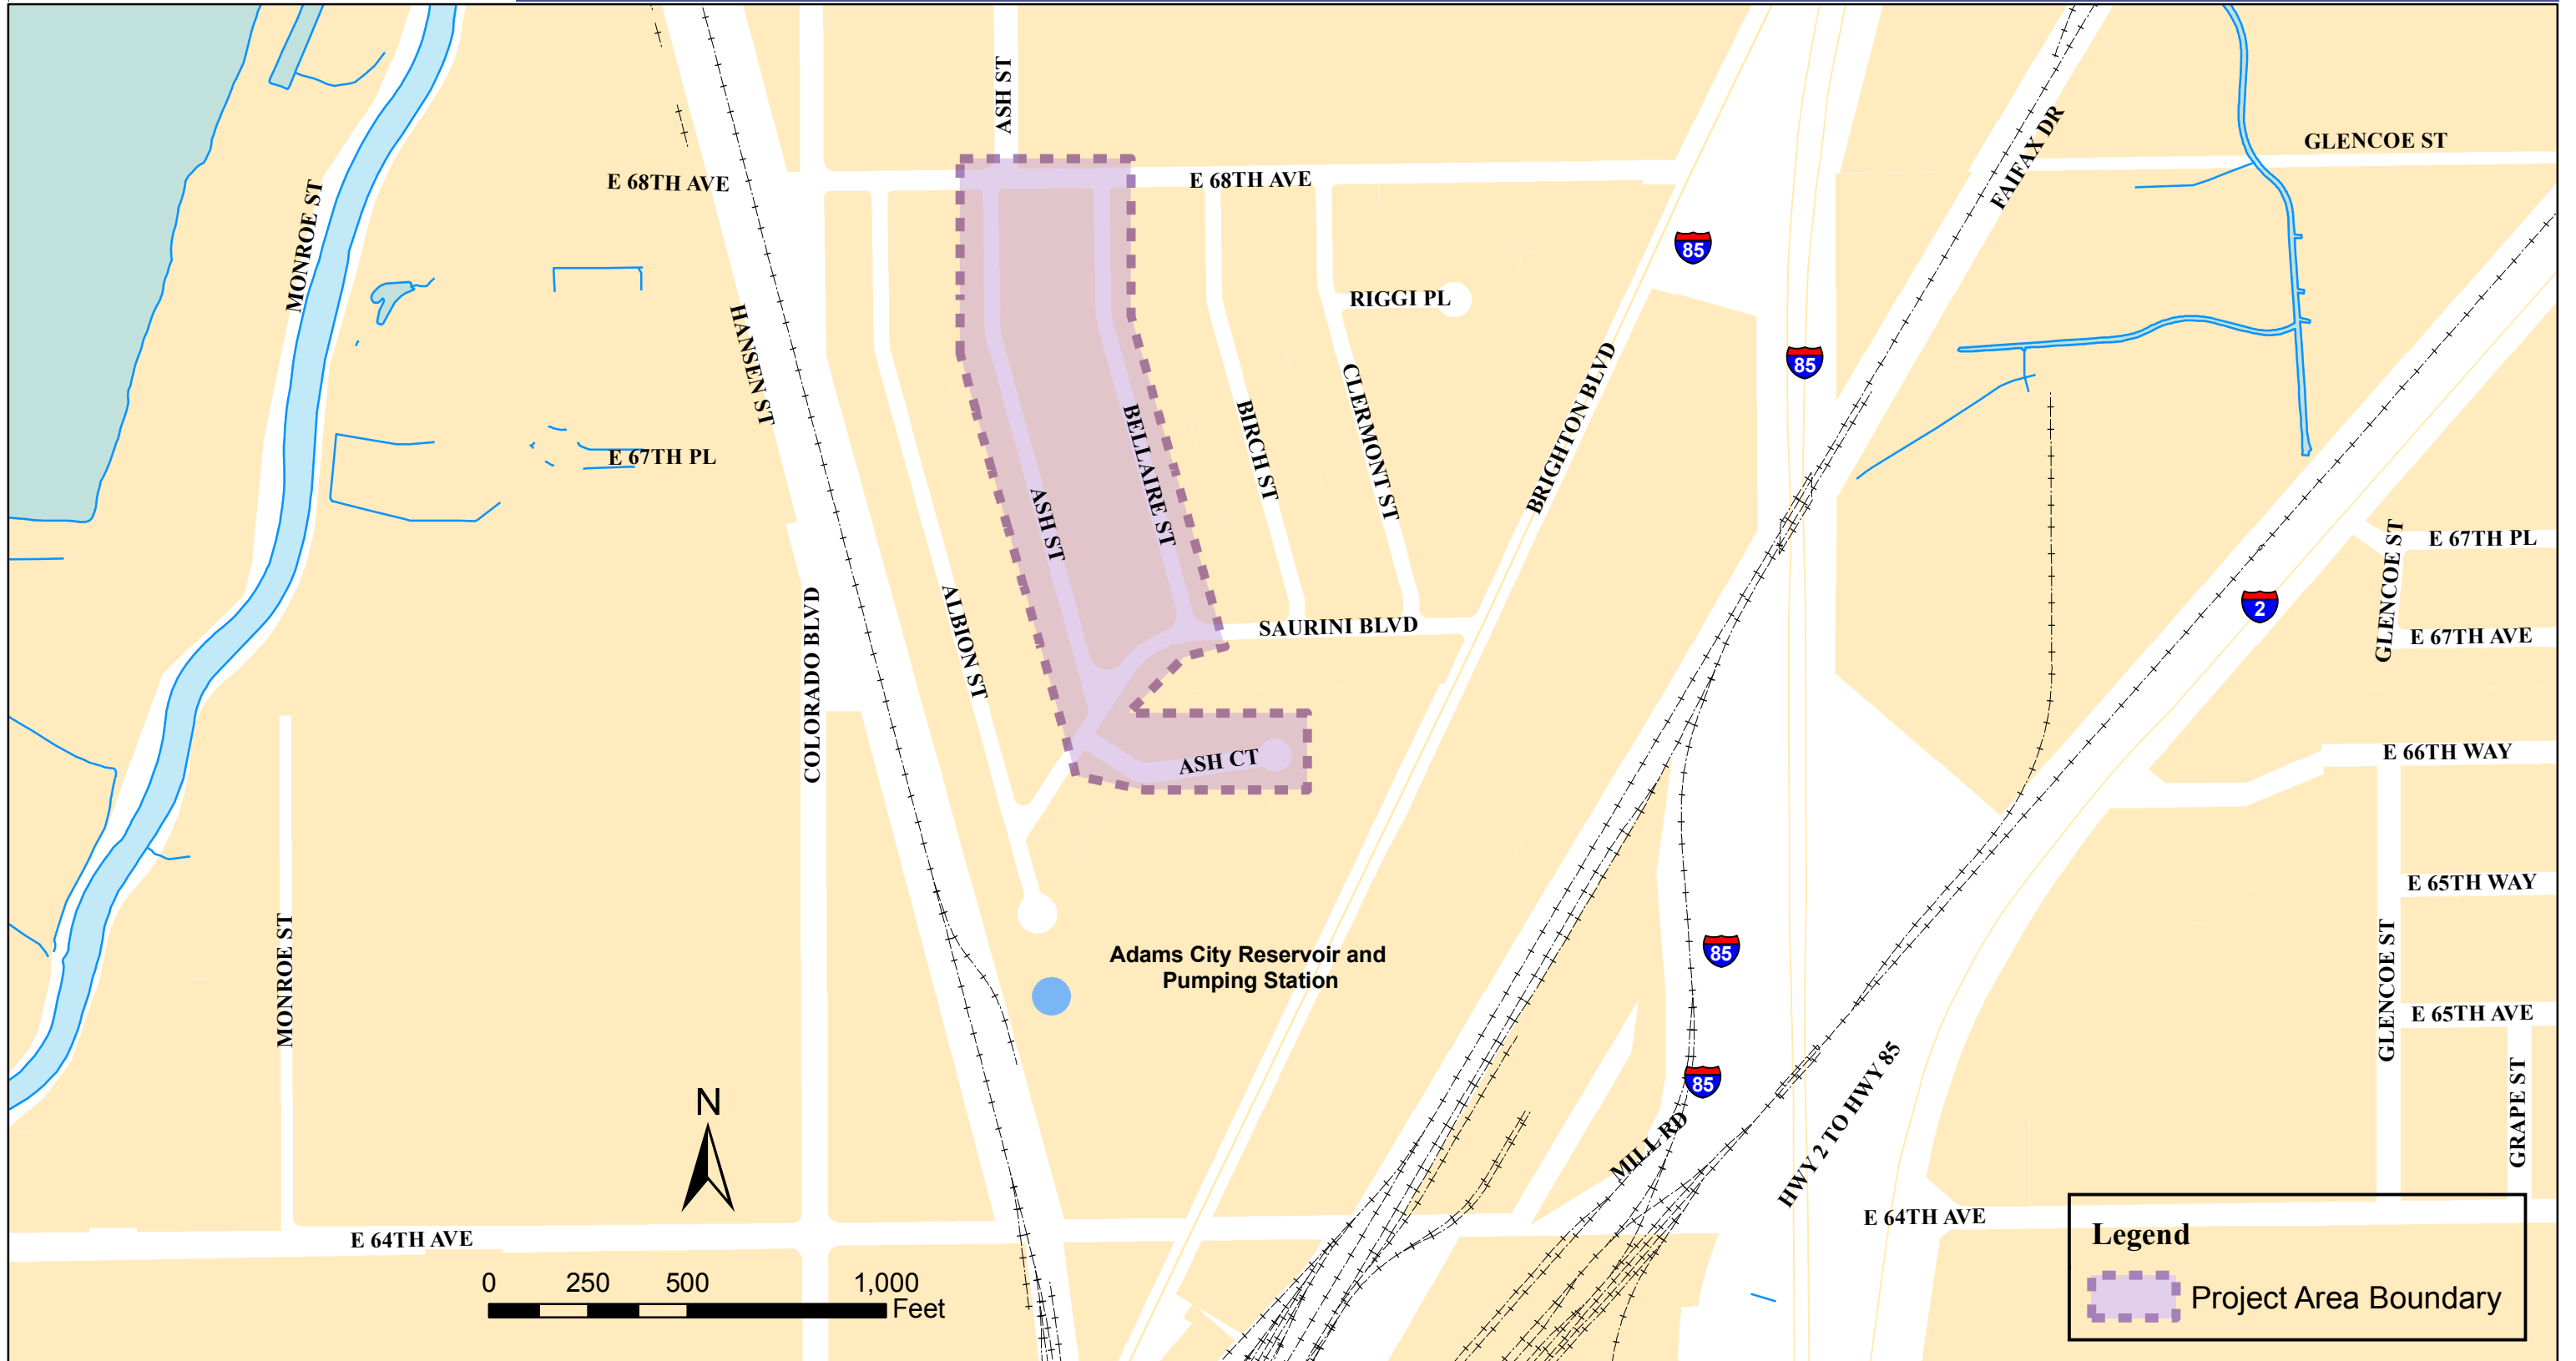 ASH ST
GLENCOE ST
FAIFAX DR
E 68TH AVE
E 68TH AVE
MONROE ST
85
RIGGI PL
HANSEN ST
85
BRIGHTON BLVD
CLERMONT ST
BIRCH ST
BELLAIRE ST
E 67TH PL
ASH ST
GLENCOE ST
E 67TH PL
2
E 67TH AVE
SAURINI BLVD
ALBION ST
COLORADO BLVD
ASH CT
E 66TH WAY
E 65TH WAY
MONROE ST
Adams City Reservoir and
Pumping Station
85
GLENCOE ST
E 65TH AVE
85
HWY 2 TO HWY 85
MILL RD
GRAPE ST
N
E 64TH AVE
E 64TH AVE
0 250 500 1,000
Feet
Legend
Project Area Boundary